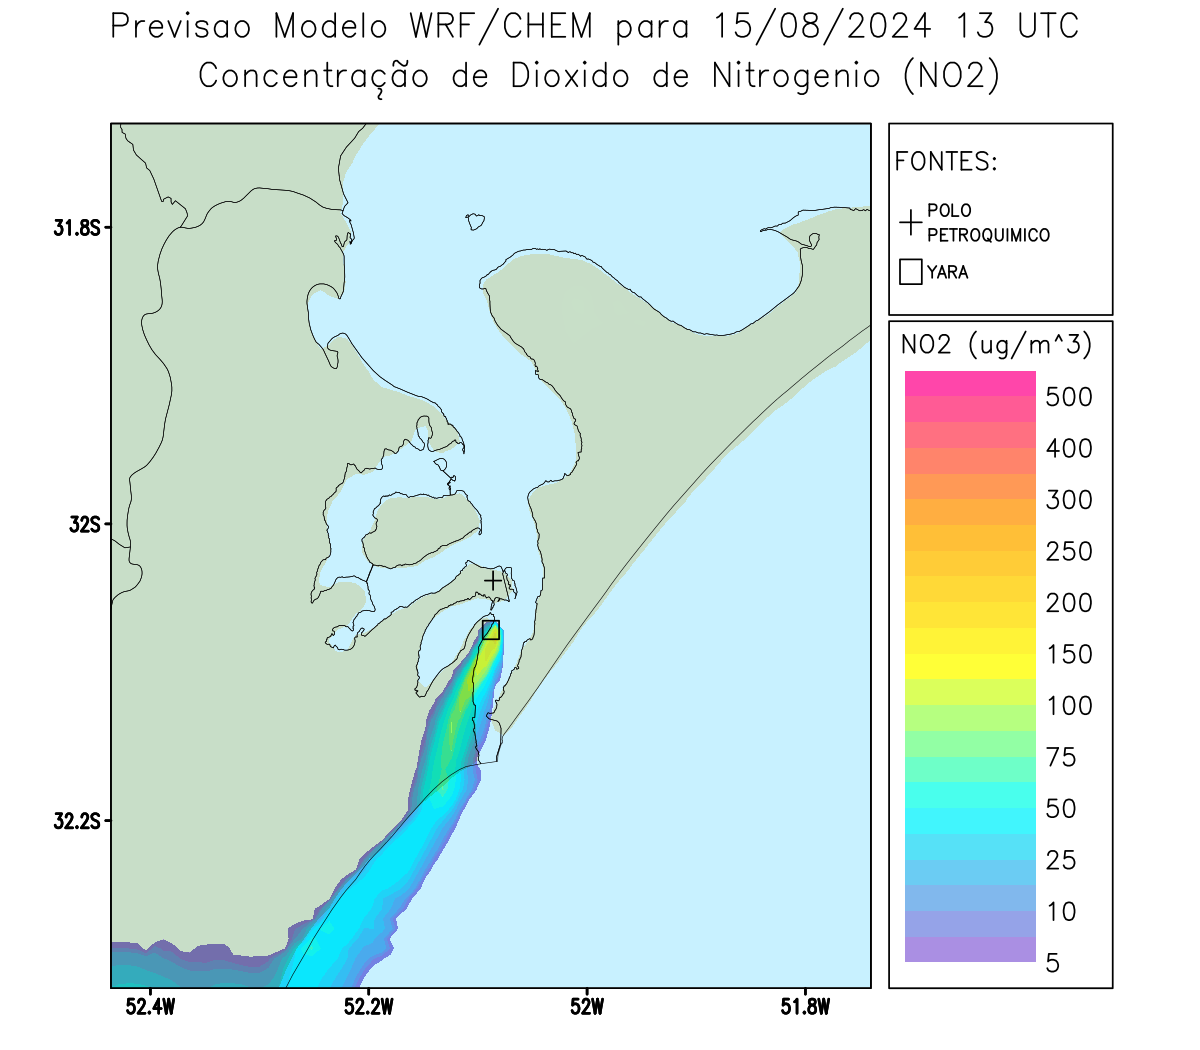 Previsao Modelo WRF/CHEM para 15/08/2024 13 UTC
Concentração de Dioxido de Nitrogenio (NO2)
FONTES:
POLO
PETROQUIMICO
YARA
NO2 (ug/m^3)
500
400
300
250
200
150
100
75
50
25
10
5
31.8S
32S
32.2S
52.4W
52.2W
52W
51.8W